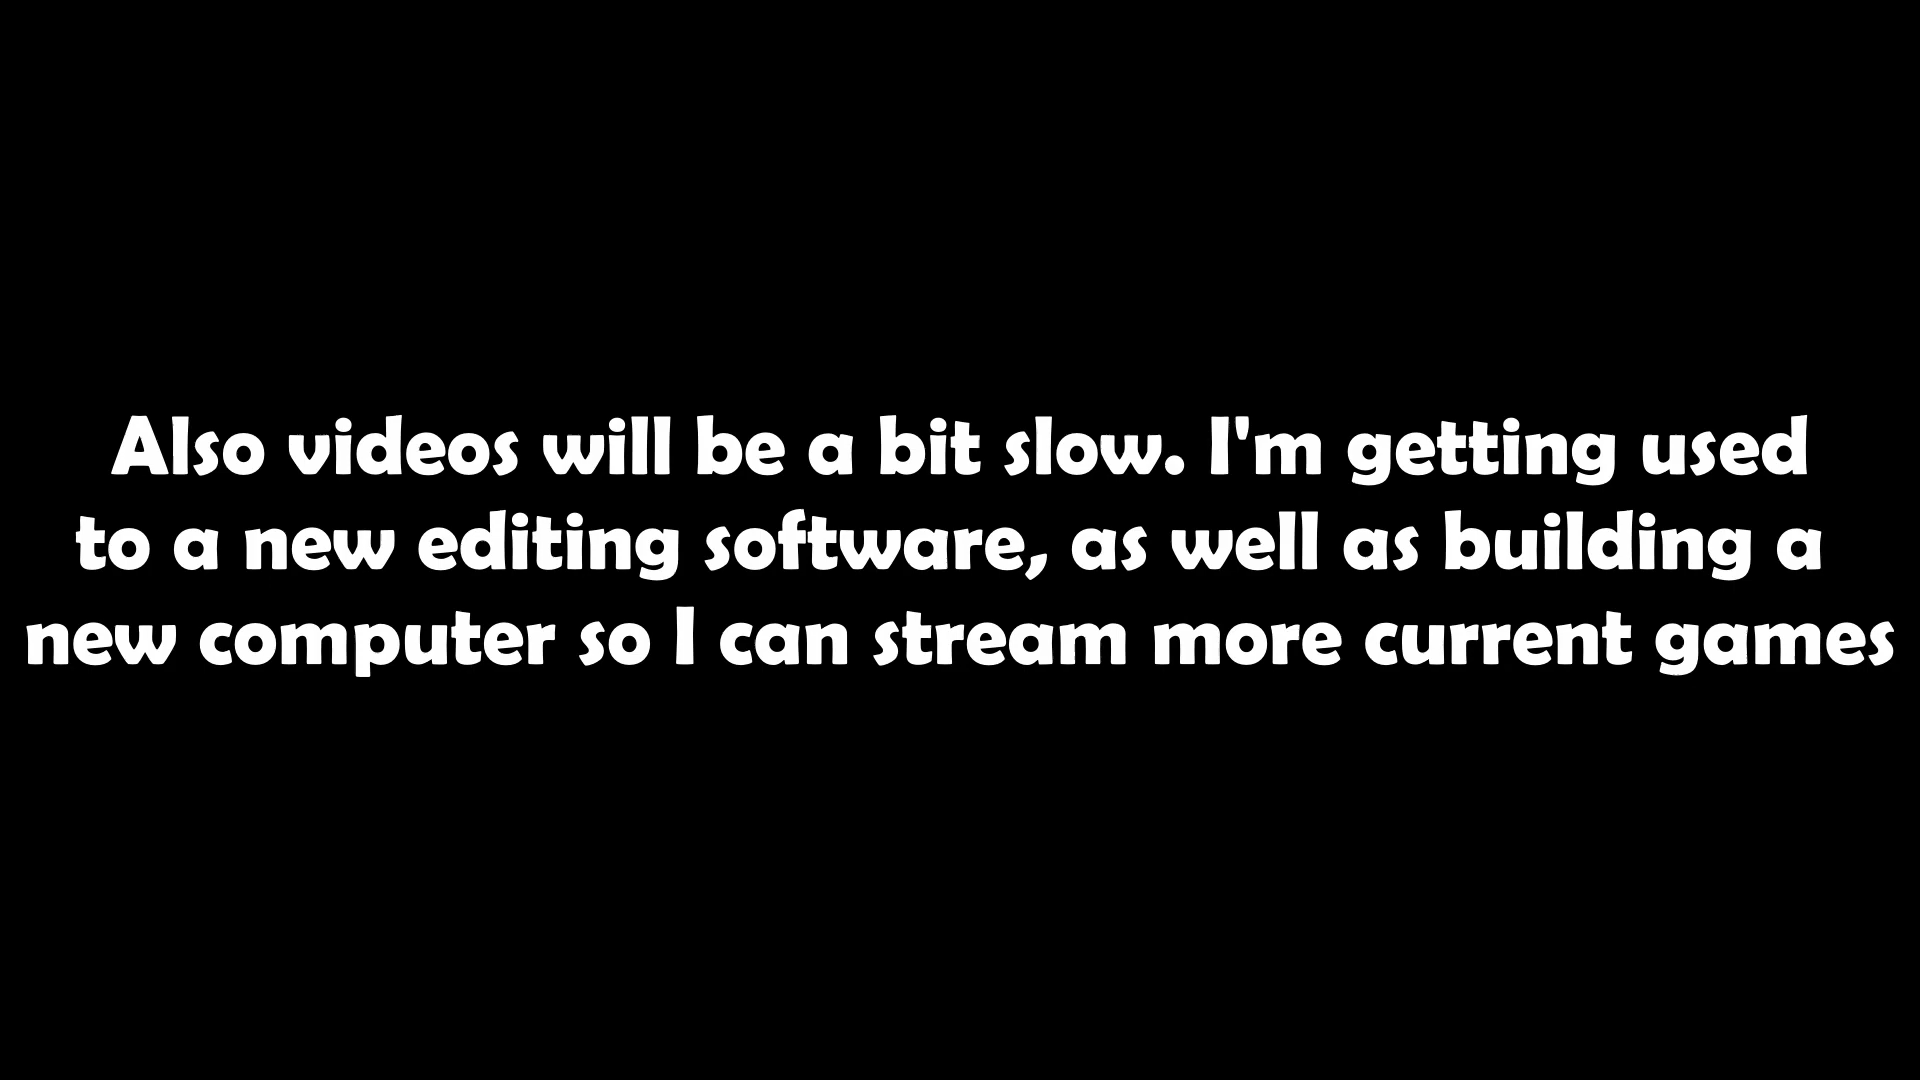 Also videos will be a bit slow. I'm getting used
to a new editing software, as well as building a
new computer so I can stream more current games